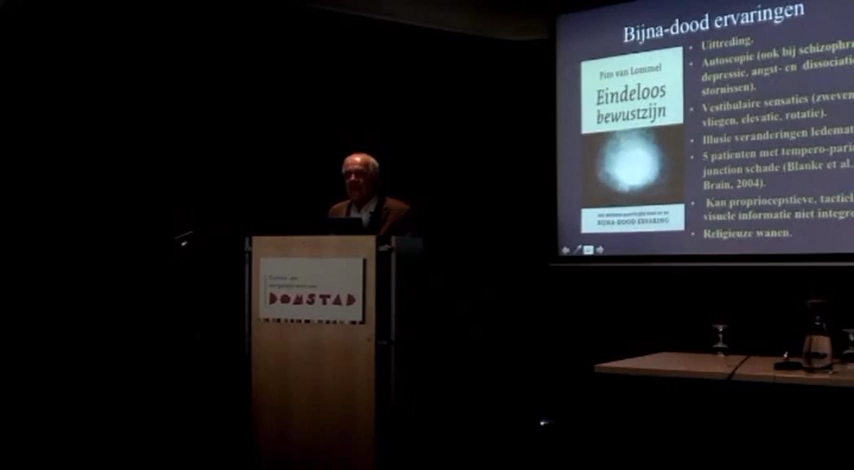 Bijna-dood ervaringen
Pim van Lommel
Eindeloos
bewustzijn
BIJNA-DOOD ERVARING
• Uittreding.
• Autoscopie (ook bij schizophre
depressie, angst- en dissociati
stornissen).
• Vestibulaire sensaties (zweven
vliegen, elevatie, rotatie).
• Illusie veranderingen ledemat
• 5 patienten met temporo-pari
junction schade (Blanke et al.
Brain, 2004).
• Kan proprioceptieve, tactiel
visuele informatie niet integre
• Religieuze wanen.
DOMSTAD